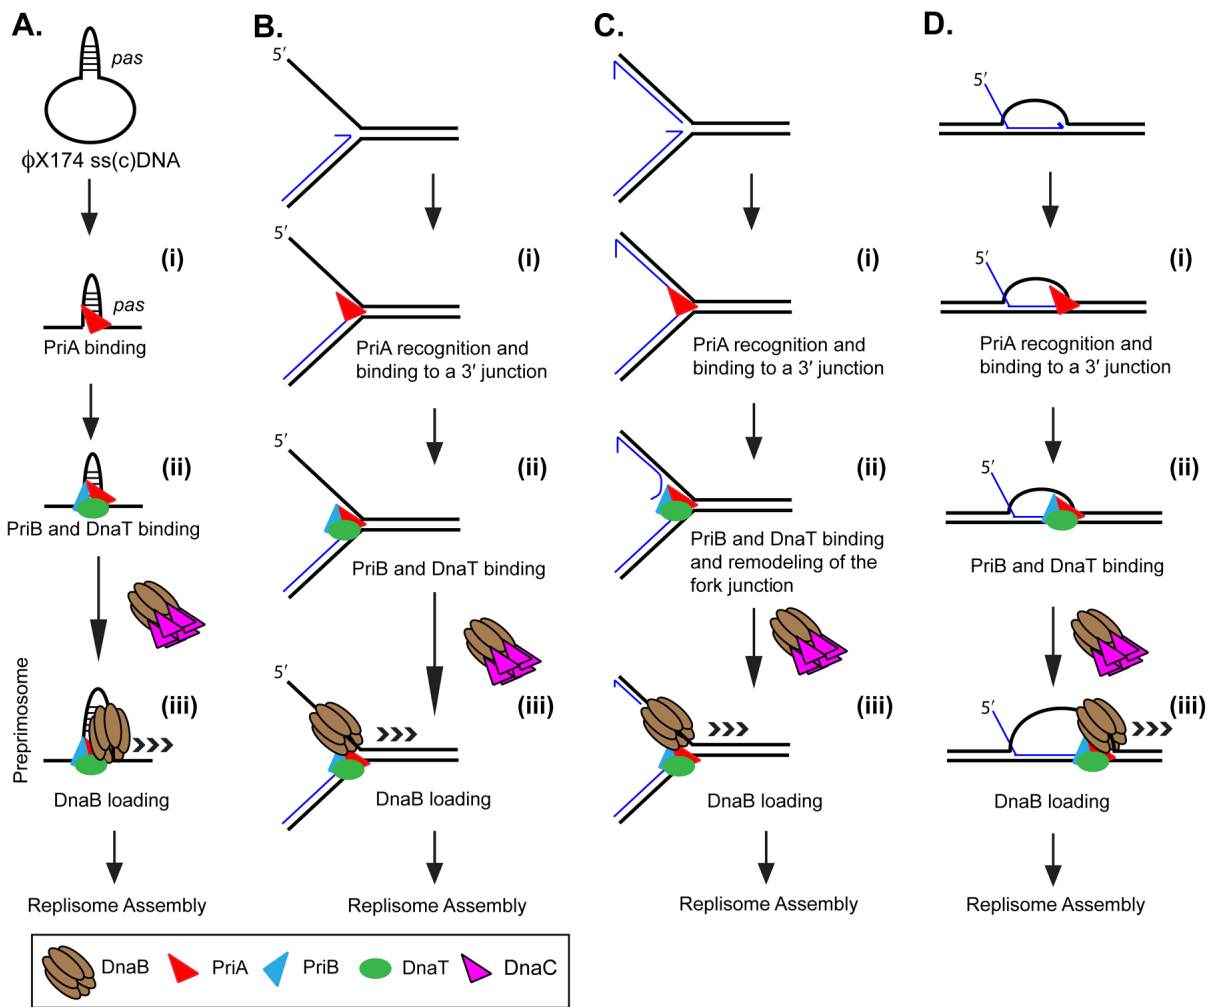 A.
pas
ϕX174 ss(c)DNA
(i)
pas
PriA binding
(ii)
PriB and DnaT binding
Preprimosome
(iii)
DnaB loading
Replisome Assembly
B.
5′
5′
(i)
PriA recognition and
binding to a 3′ junction
5′
(ii)
PriB and DnaT binding
5′
(iii)
DnaB loading
Replisome Assembly
C.
(i)
PriA recognition and
binding to a 3′ junction
(ii)
PriB and DnaT binding
and remodeling of the
fork junction
(iii)
DnaB loading
Replisome Assembly
D.
5′
5′
(i)
PriA recognition and
binding to a 3′ junction
5′
(ii)
PriB and DnaT binding
5′
(iii)
DnaB loading
Replisome Assembly
DnaB PriA PriB DnaT DnaC